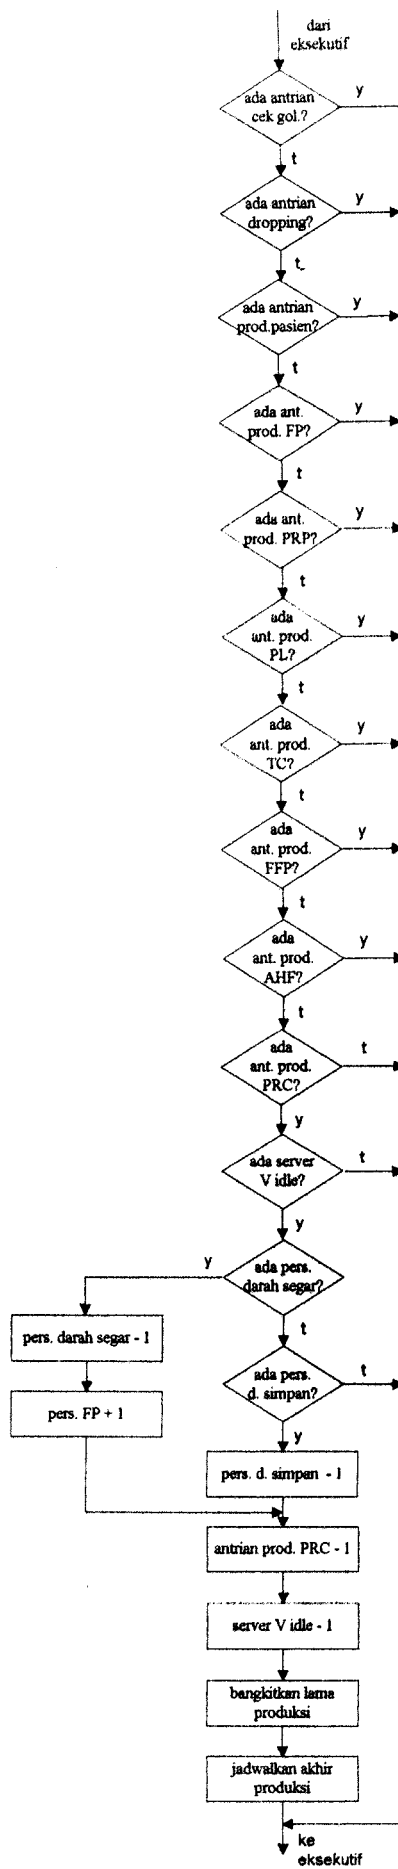 dari
eksekutif
ada antrian
cek gol.?
y
t
ada antrian
dropping?
y
t
ada antrian
prod.pasien?
y
t
ada ant.
prod. FP?
y
t
ada ant.
prod. PRP?
y
t
ada
ant. prod.
PL?
y
t
ada
ant. prod.
TC?
y
t
ada
ant. prod.
FFP?
y
t
ada
ant. prod.
AHF?
y
t
ada
ant. prod.
PRC?
t
y
ada server
V idle?
t
y
ada pers.
darah segar?
y
t
pers. darah segar - 1
pers. FP + 1
ada pers.
d. simpan?
t
y
pers. d. simpan - 1
antrian prod. PRC - 1
server V idle - 1
bangkitkan lama
produksi
jadwalkan akhir
produksi
ke
eksekutif